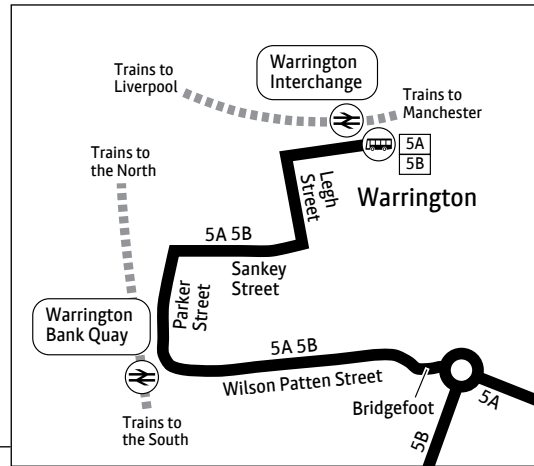 Warrington
Interchange
Trains to
Liverpool
Trains to
Manchester
5A
5B
Warrington
Legh
Street
Trains to
the North
5A 5B
Sankey
Street
Parker
Street
Warrington
Bank Quay
5A 5B
Wilson Patten Street
Bridgefoot
5A
5B
Trains to
the South